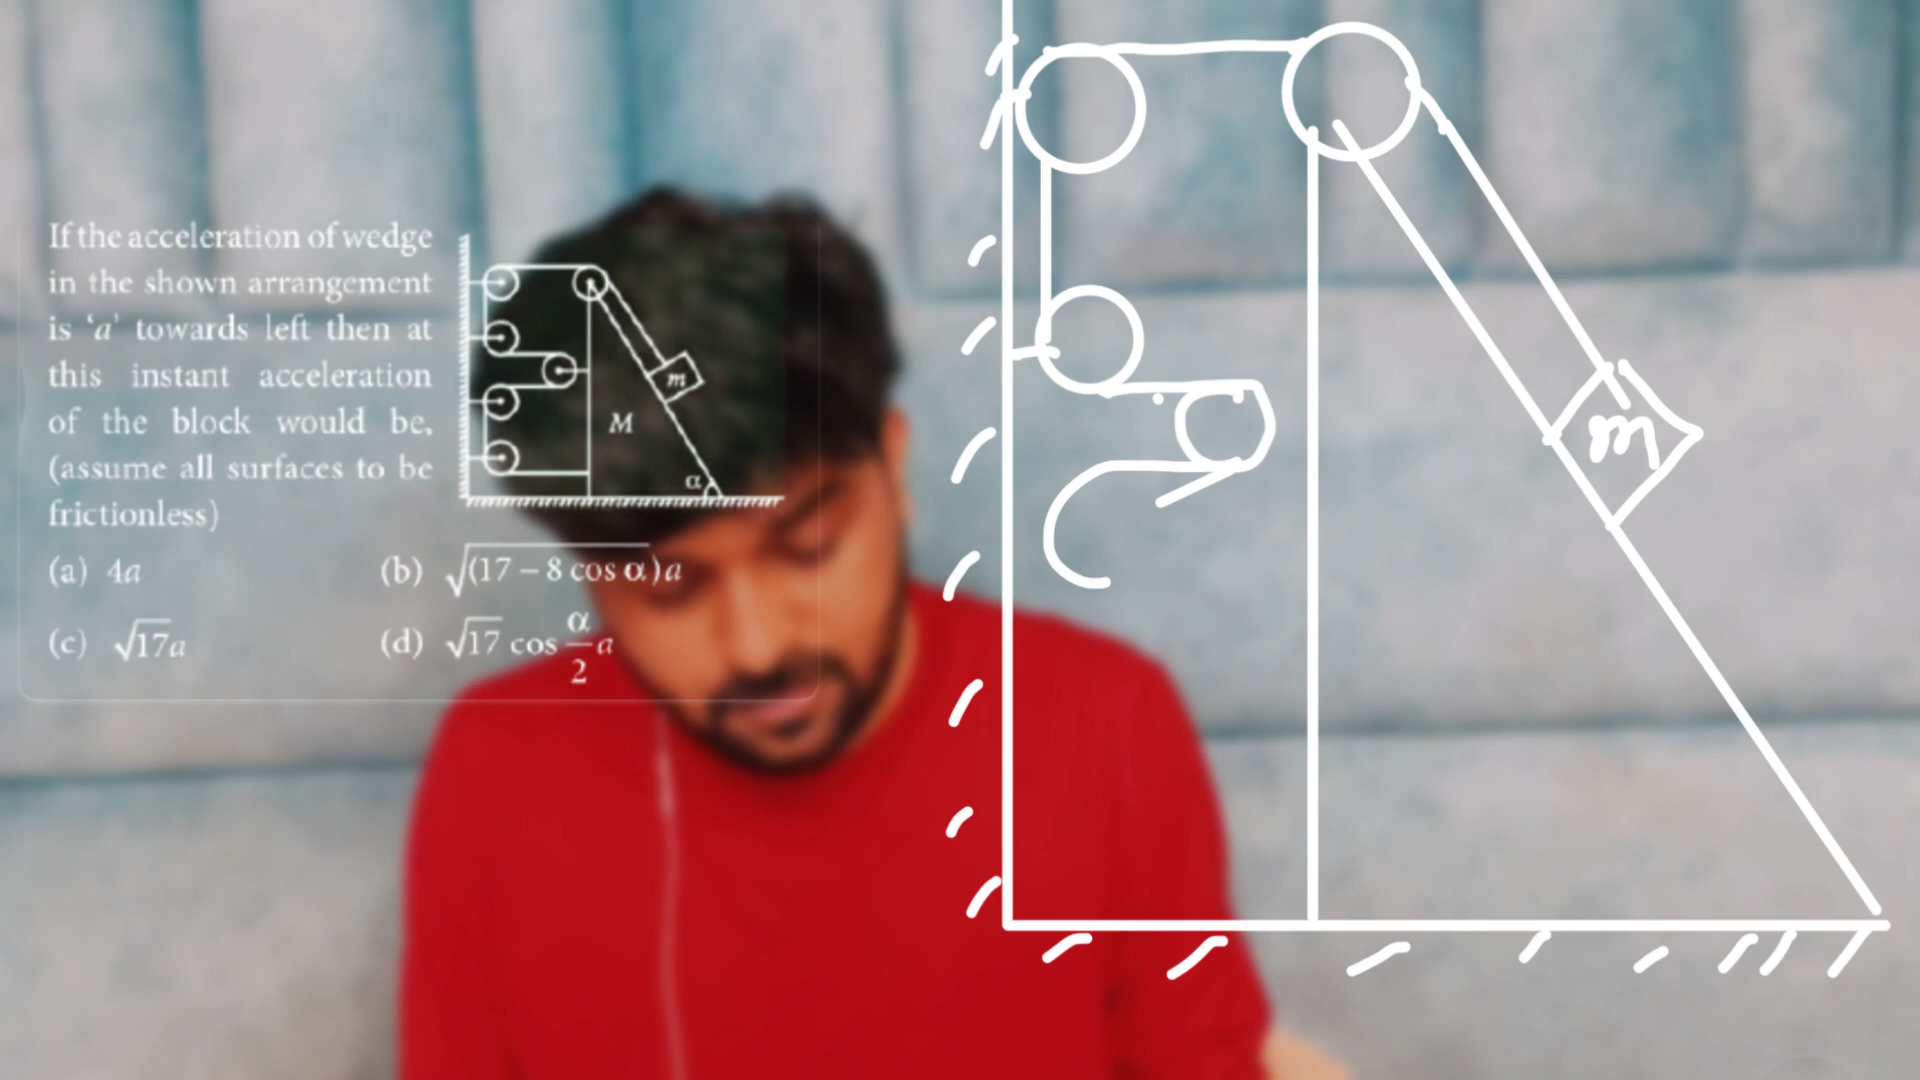 If the acceleration of wedge
in the shown arrangement
is ‘a’ towards left then at
this instant acceleration
of the block would be,
(assume all surfaces to be
frictionless)
m
M
α
(a) 4a
(b) √(17 – 8 cos α)a
(c) √17a
(d) √17 cos α/2 a
m